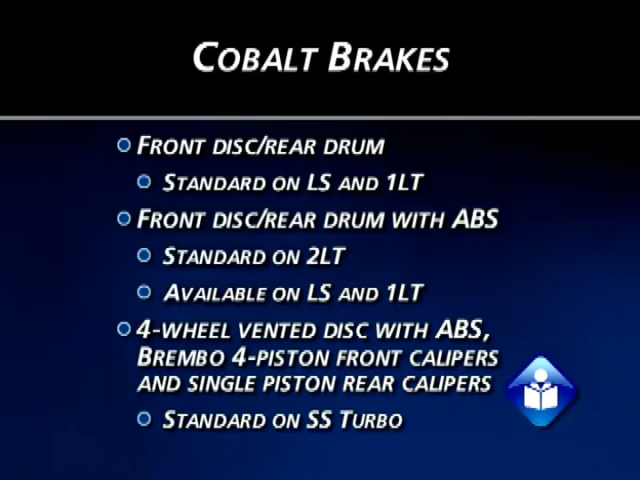 COBALT BRAKES
FRONT DISC/REAR DRUM
STANDARD ON LS AND 1LT
FRONT DISC/REAR DRUM WITH ABS
STANDARD ON 2LT
AVAILABLE ON LS AND 1LT
4-WHEEL VENTED DISC WITH ABS,
BREMBO 4-PISTON FRONT CALIPERS
AND SINGLE PISTON REAR CALIPERS
STANDARD ON SS TURBO